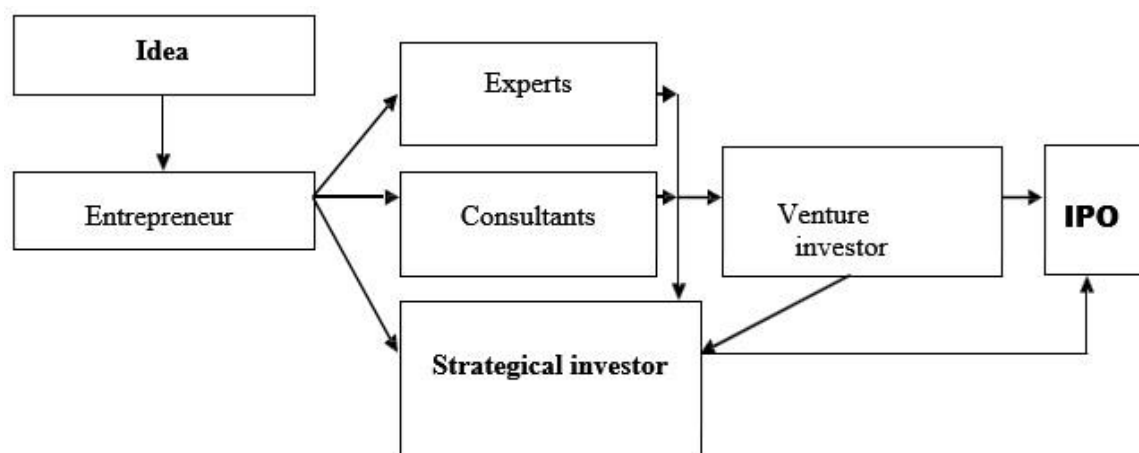 Idea
Experts
Entrepreneur
Consultants
Venture
investor
IPO
Strategical investor